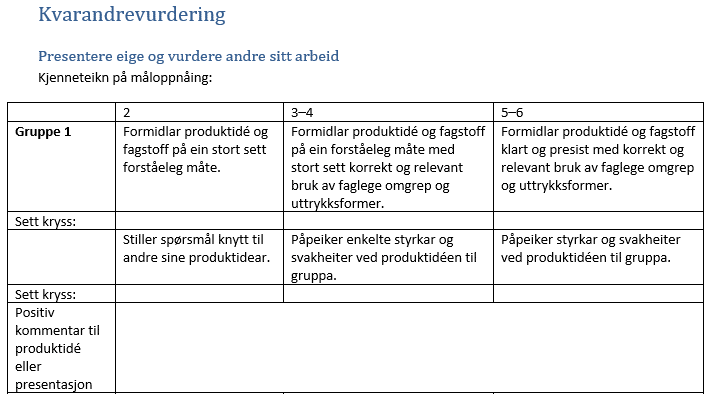 Kvarandrevurdering
Presentere eige og vurdere andre sitt arbeid
Kjenneteikn på måloppnåing:
2
3–4
5–6
Gruppe 1
Formidlar produktidé og
fagstoff på ein stort sett
forståeleg måte.
Formidlar produktidé og fagstoff
på ein forståeleg måte med
stort sett korrekt og relevant
bruk av faglege omgrep og
uttrykksformer.
Formidlar produktidé og fagstoff
klart og presist med korrekt og
relevant bruk av faglege omgrep
og uttrykksformer.
Sett kryss:
Stiller spørsmål knytt til
andre sine produktidear.
Påpeiker enkelte styrkar og
svakheiter ved produktidéen til
gruppa.
Påpeiker styrkar og svakheiter
ved produktidéen til gruppa.
Sett kryss:
Positiv
kommentar til
produktidé
eller
presentasjon